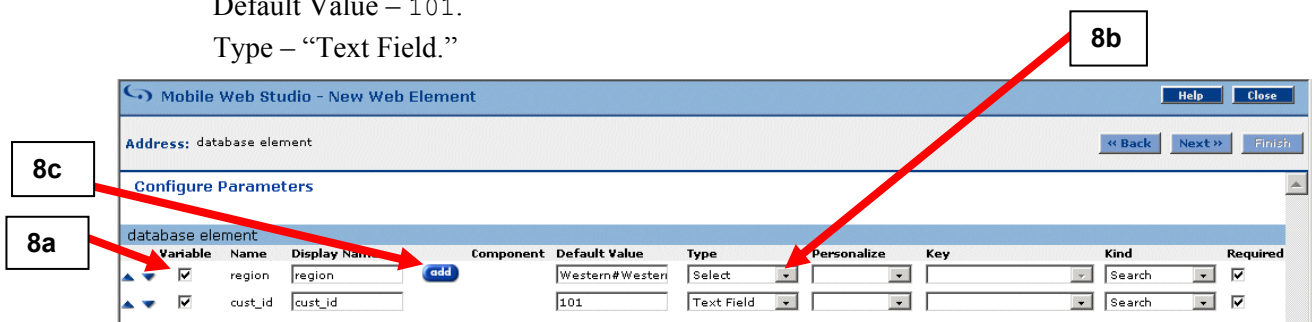 Default Value – 101.
Type – “Text Field.”
8b
Mobile Web Studio - New Web Element
Help Close
Address: database element
« Back Next » Finish
8c
Configure Parameters
8a
database element
Variable Name Display Name Component Default Value Type Personalize Key Kind Required
region region add Western#Western Select Search
cust_id cust_id 101 Text Field Search